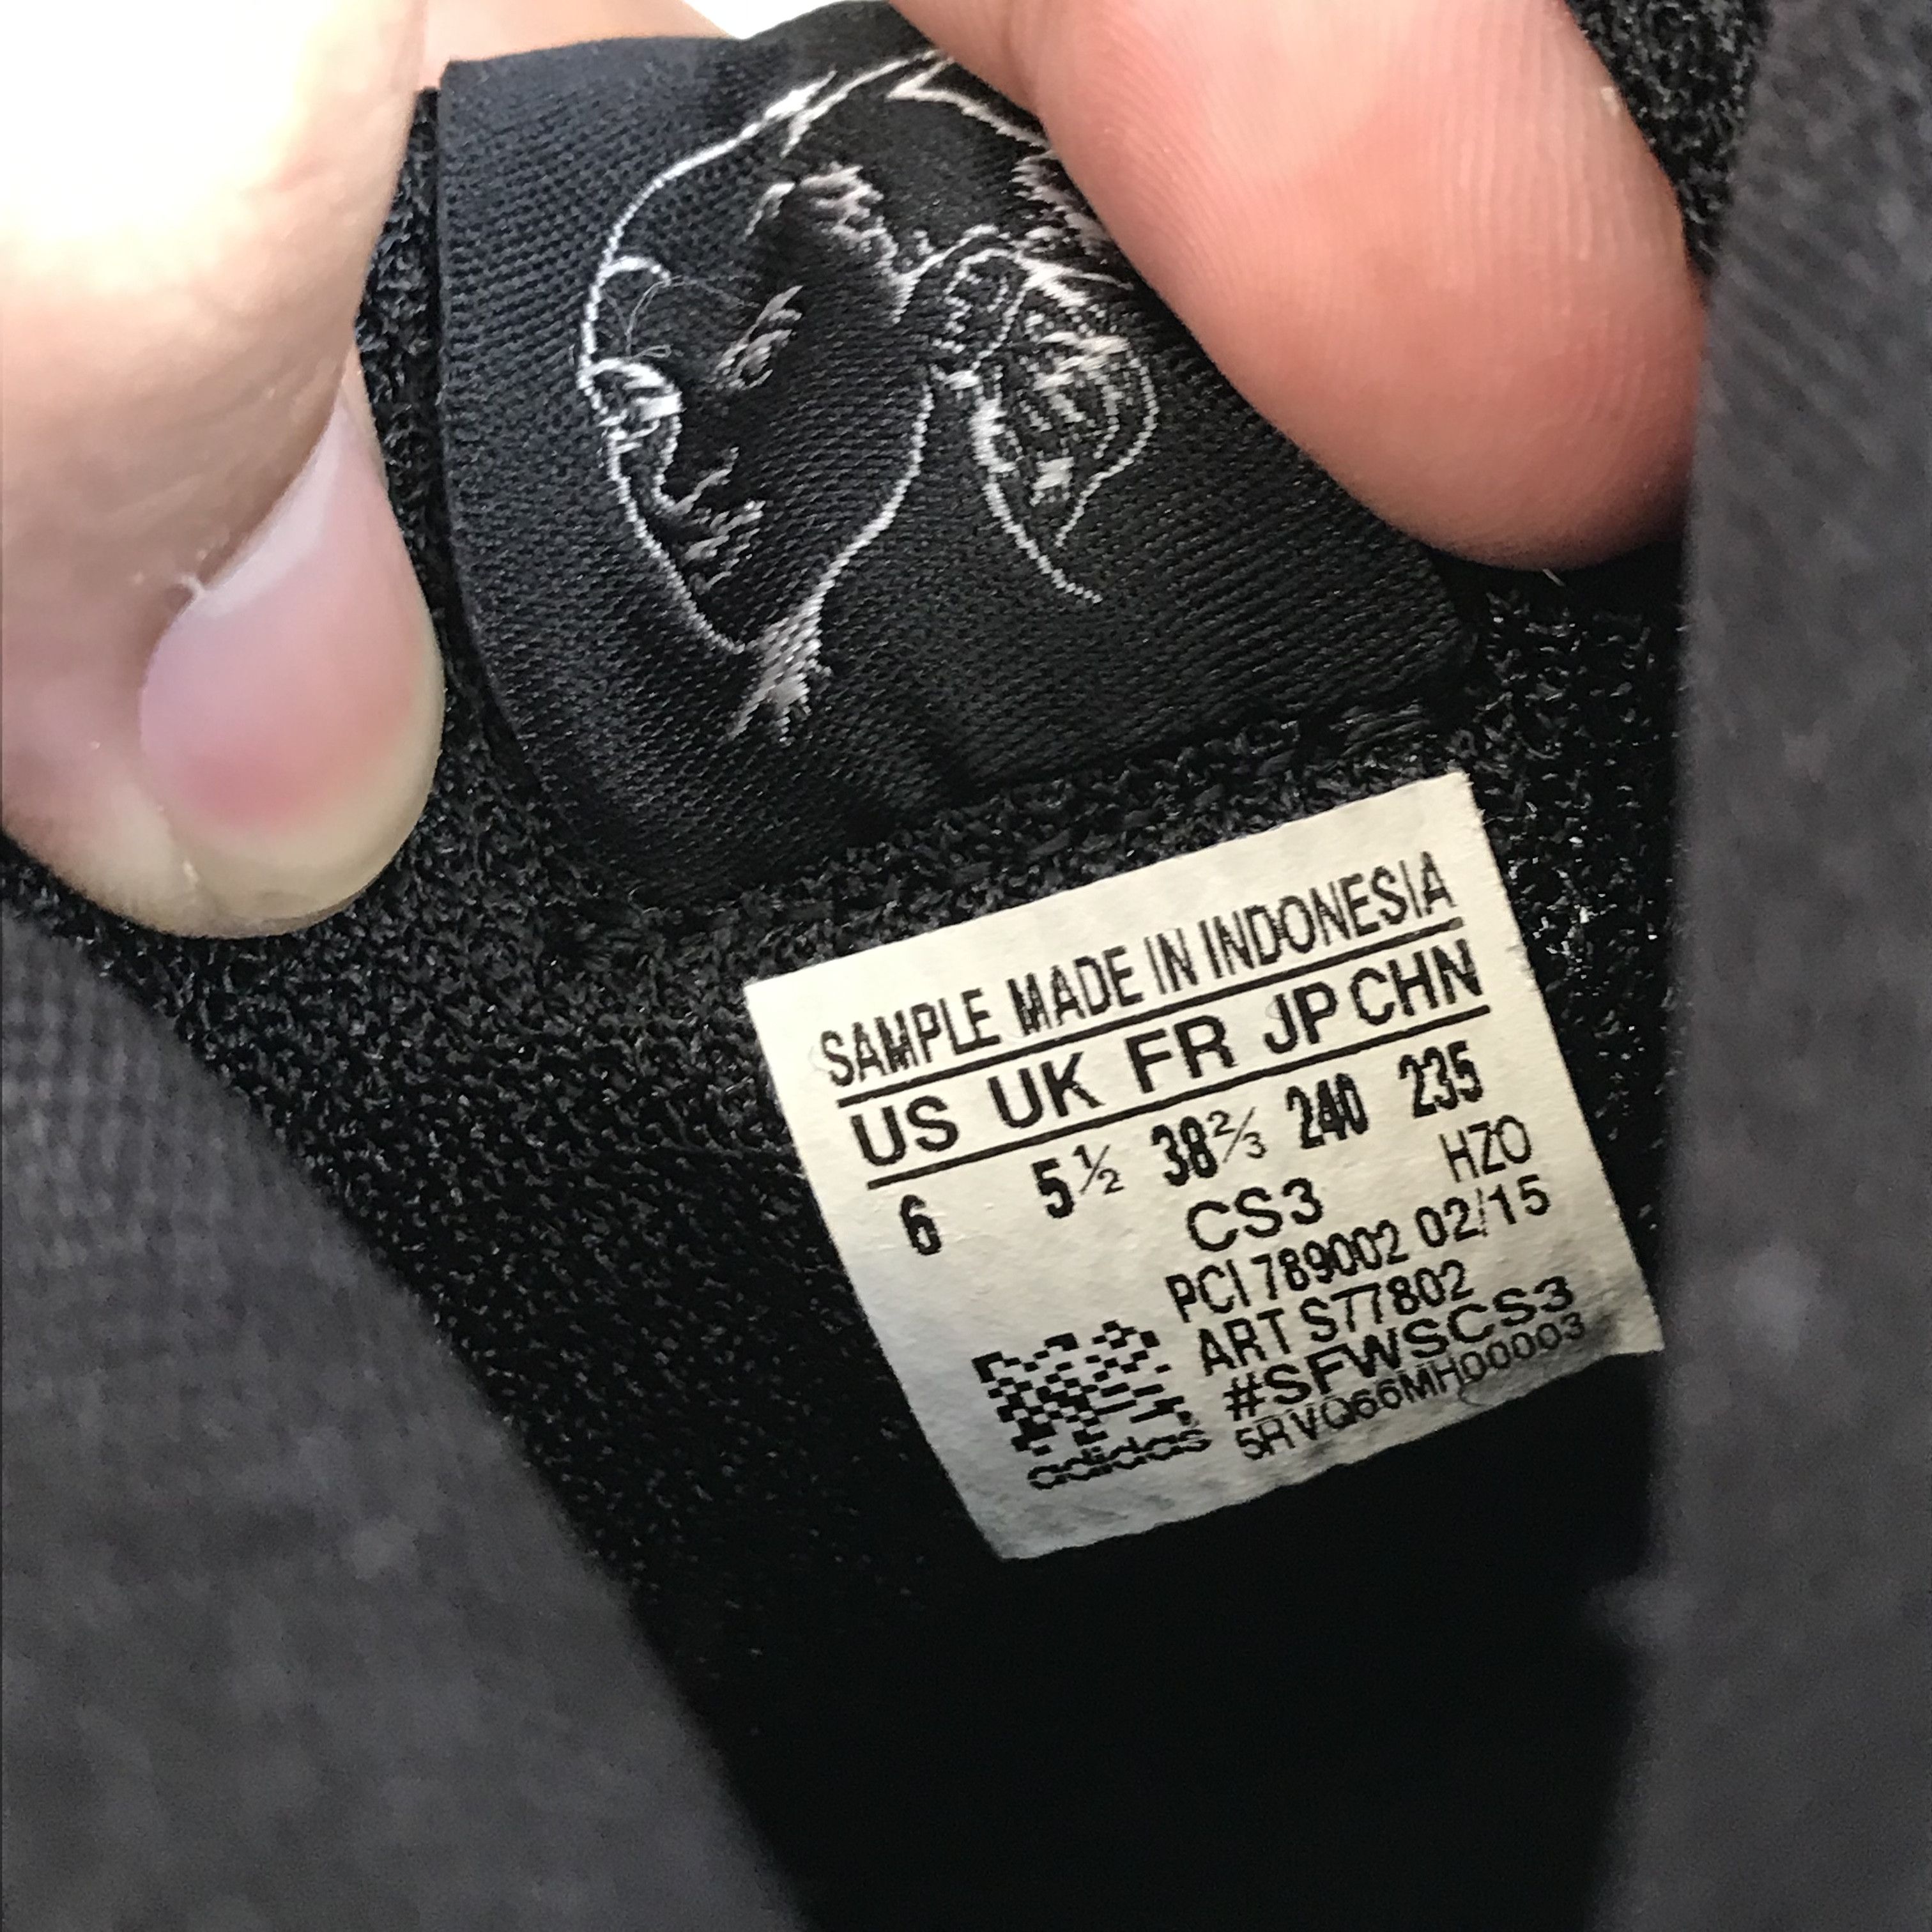 SAMPLE MADE IN INDONESIA
US UK FR JP CHN
6 5½ 38⅔ 240 235
HZO
CS3
PCI 789002 02/15
ART S77802
#SFWSCS3
5RVQ66MH00003
adidas